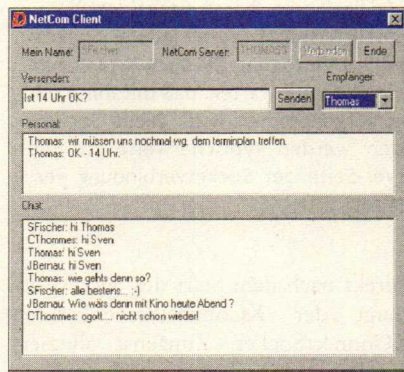 NetCom Client
Mein Name: SFischer NetCom Server: THOMAS Verbinden Ende
Versenden: Empfänger:
Ist 14 Uhr OK? Senden Thomas
Personal:
Thomas: wir müssen uns nochmal wg. dem terminplan treffen.
Thomas: OK - 14 Uhr.
Chat:
SFischer: hi Thomas
CThommes: hi Sven
Thomas: hi Sven
JBernau: hi Sven
Thomas: wie gehts denn so?
SFischer: alle bestens... :-)
JBernau: Wie wärs denn mit Kino heute Abend ?
CThommes: ogott.... nicht schon wieder!